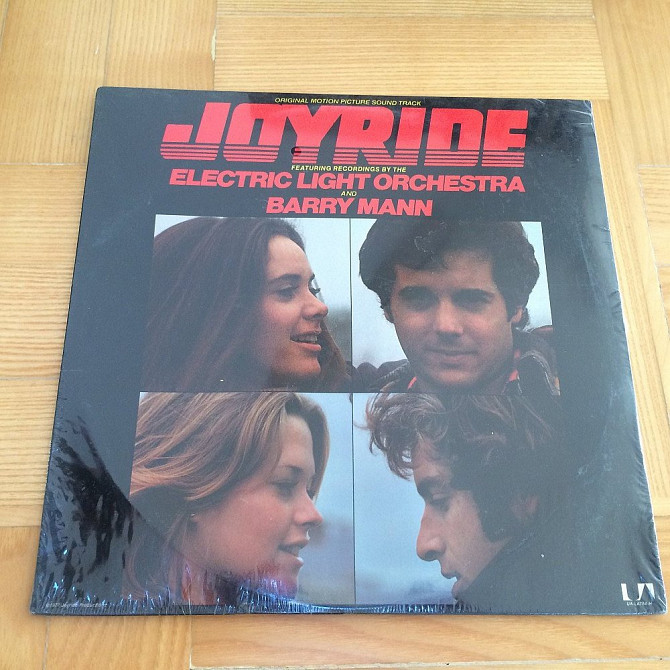 ORIGINAL MOTION PICTURE SOUND TRACK
JOYRIDE
FEATURING RECORDINGS BY THE
ELECTRIC LIGHT ORCHESTRA
AND
BARRY MANN
UA